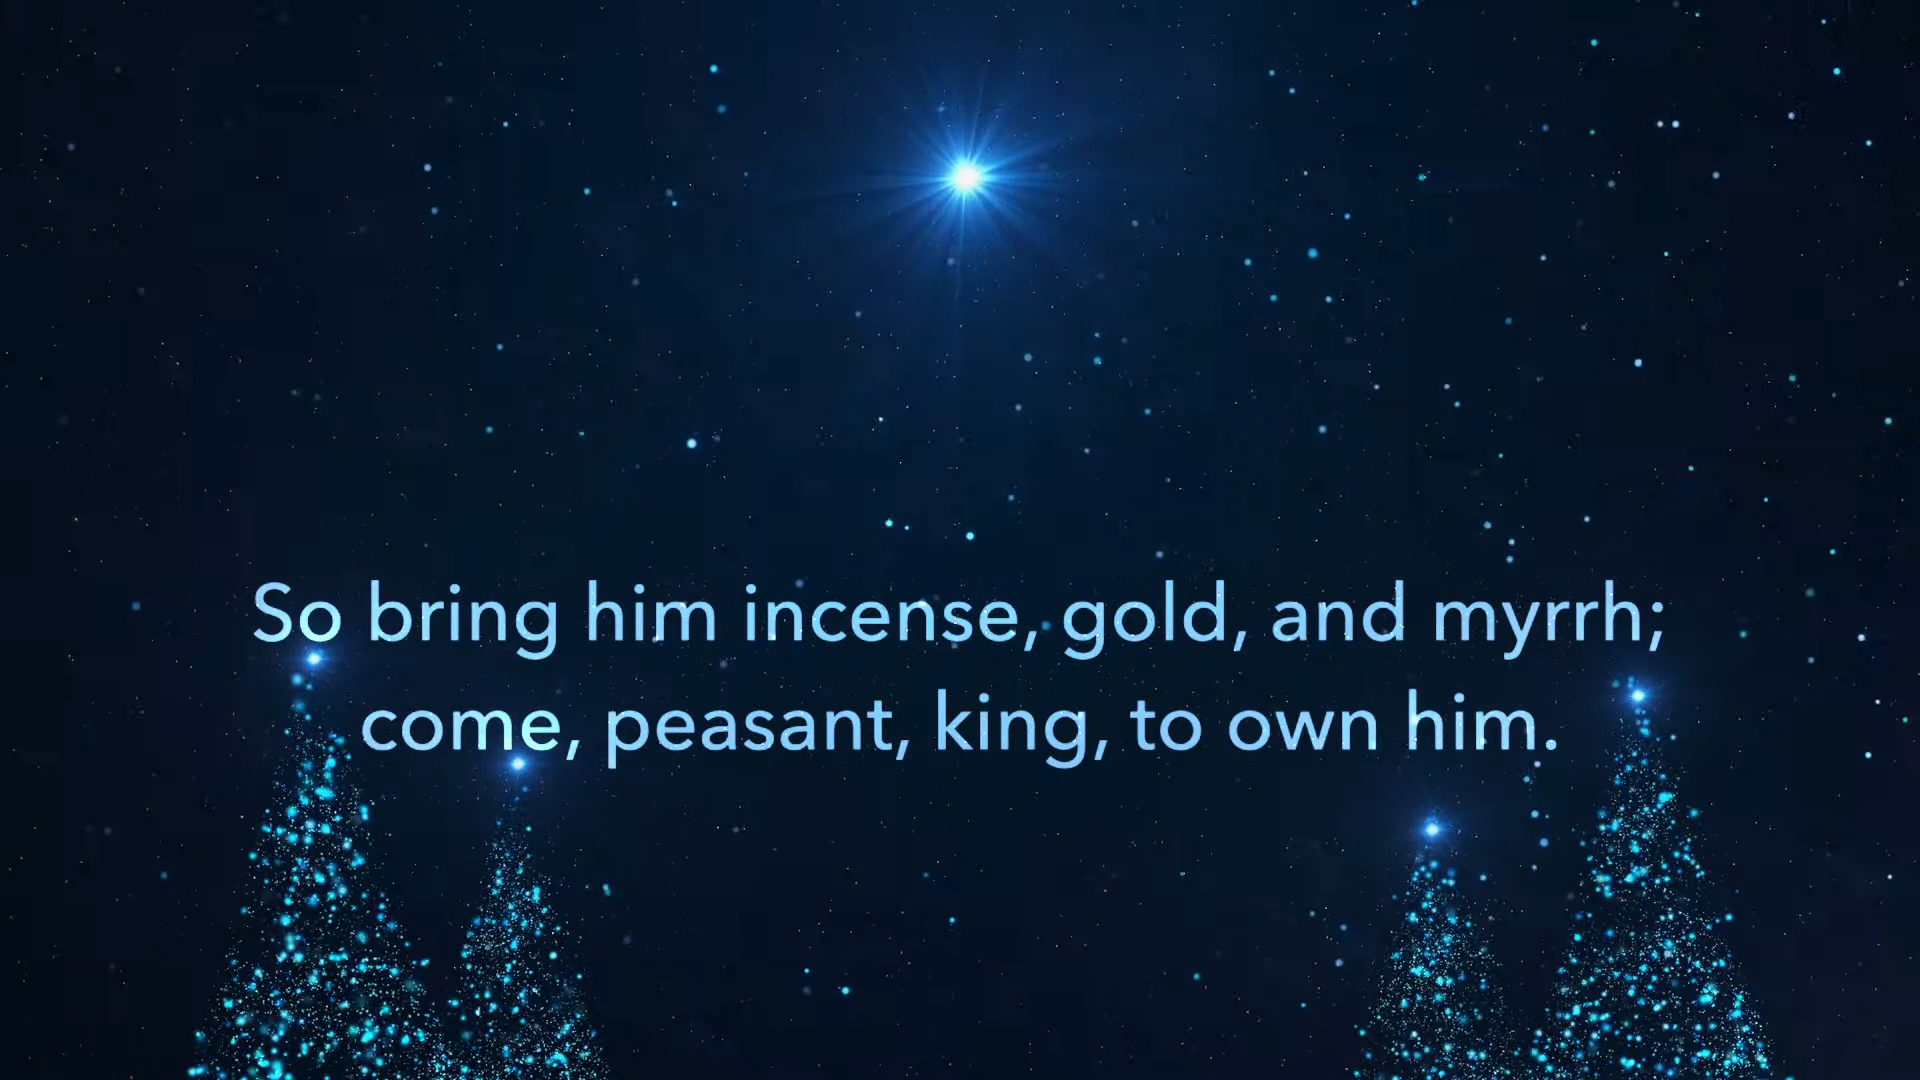 So bring him incense, gold, and myrrh;
come, peasant, king, to own him.